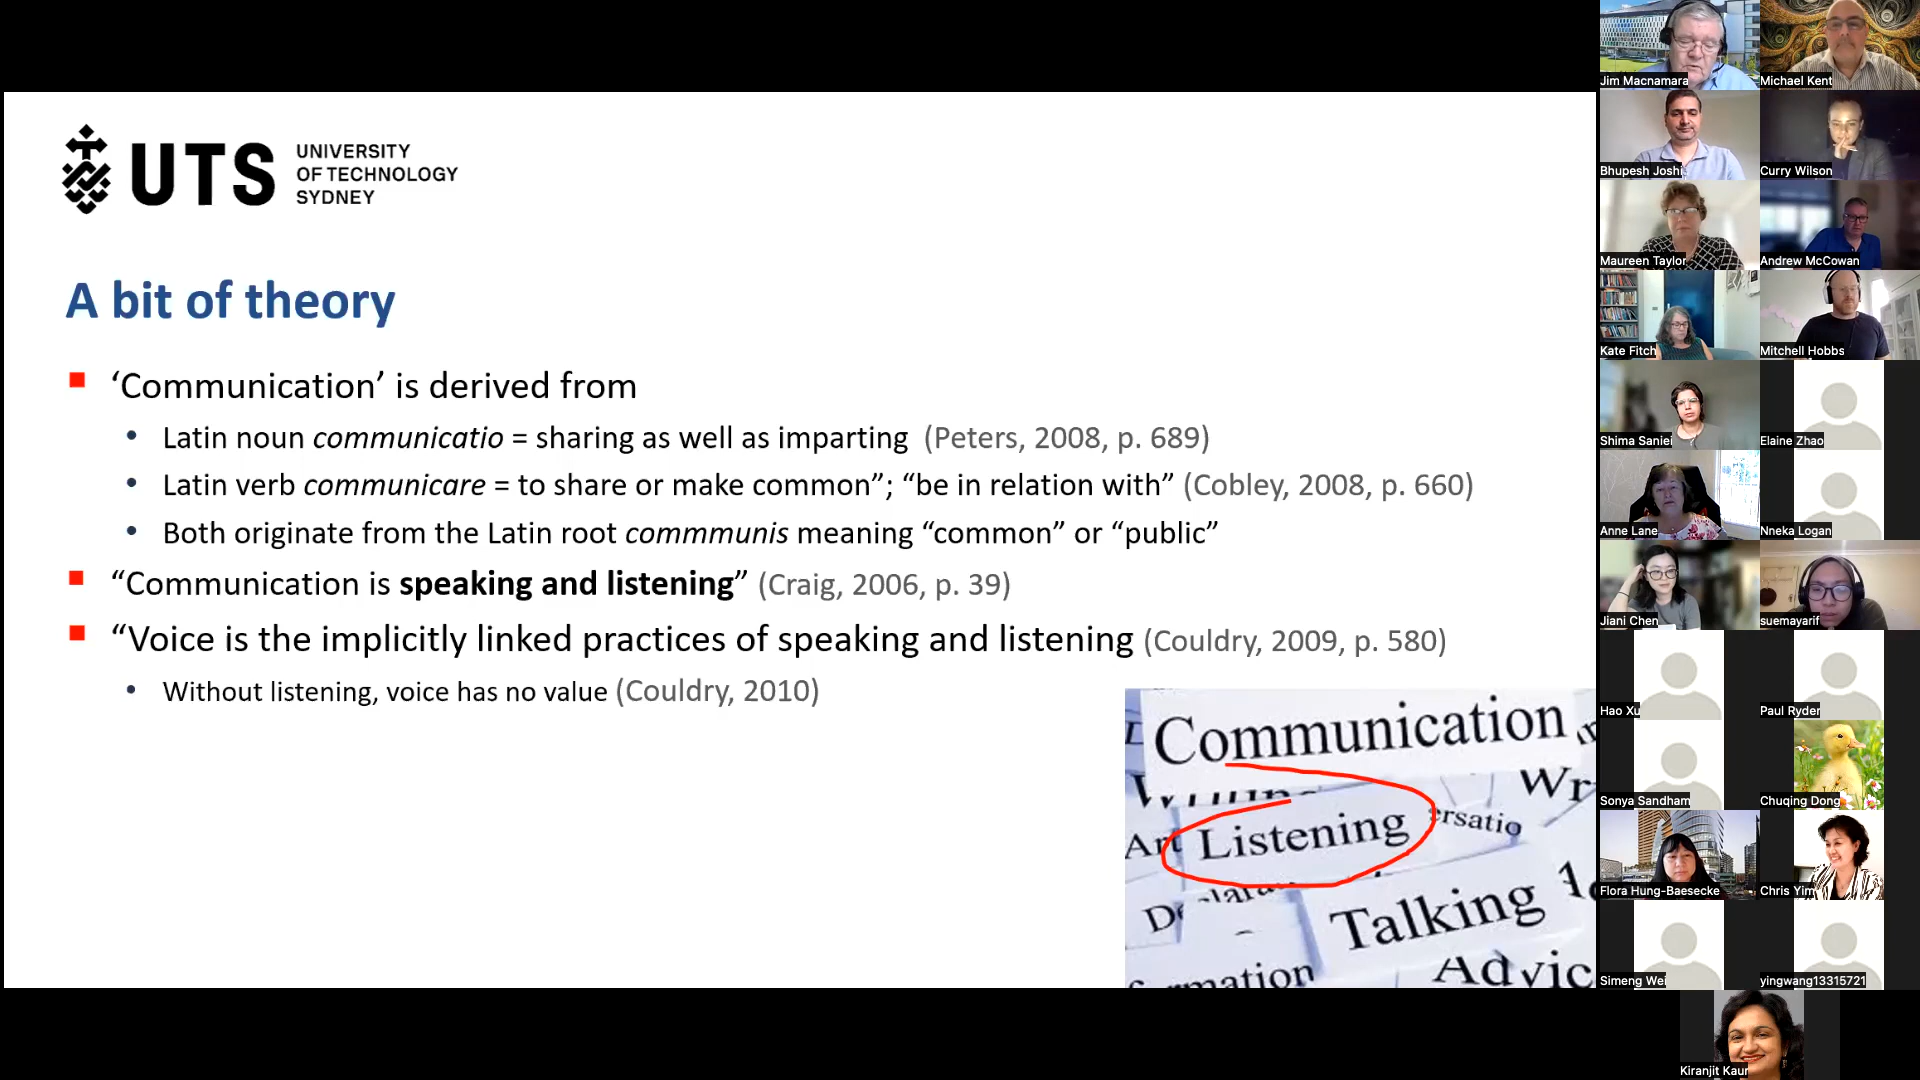 UTS
UNIVERSITY
OF TECHNOLOGY
SYDNEY
A bit of theory
‘Communication’ is derived from
• Latin noun communicatio = sharing as well as imparting (Peters, 2008, p. 689)
• Latin verb communicare = to share or make common”; “be in relation with” (Cobley, 2008, p. 660)
• Both originate from the Latin root commmunis meaning “common” or “public”
“Communication is speaking and listening” (Craig, 2006, p. 39)
“Voice is the implicitly linked practices of speaking and listening (Couldry, 2009, p. 580)
• Without listening, voice has no value (Couldry, 2010)
Communication
Listening
ersatio
Talking
mation
Advic
Jim Macnamara
Michael Kent
Bhupesh Joshi
Curry Wilson
Maureen Taylor
Andrew McCowan
Kate Fitch
Mitchell Hobbs
Shima Saniei
Elaine Zhao
Anne Lane
Nneka Logan
Jiani Chen
suemayarif
Hao Xu
Paul Ryder
Sonya Sandham
Chuqing Dong
Flora Hung-Baesecke
Chris Yim
Simeng Wei
yingwang13315721
Kiranjit Kaur